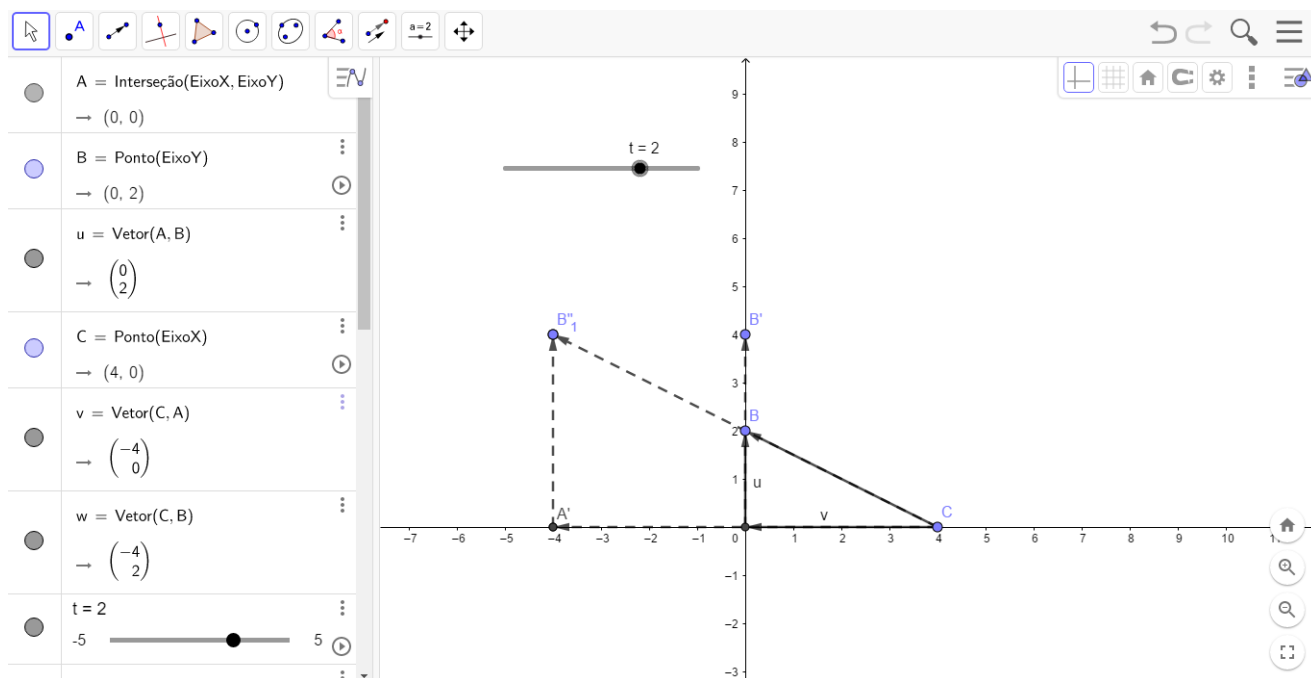 A
a=2
A = Interseção(EixoX, EixoY)
→ (0, 0)
B = Ponto(EixoY)
→ (0, 2)
u = Vetor(A, B)
→ (0
2)
C = Ponto(EixoX)
→ (4, 0)
v = Vetor(C, A)
→ (−4
0)
w = Vetor(C, B)
→ (−4
2)
t = 2
-5 5
t = 2
9
8
7
6
5
4
3
2
1
−1
−2
−3
B''₁
B'
B
u
A'
v
C
−7 −6 −5 −4 −3 −2 −1 0 1 2 3 4 5 6 7 8 9 10